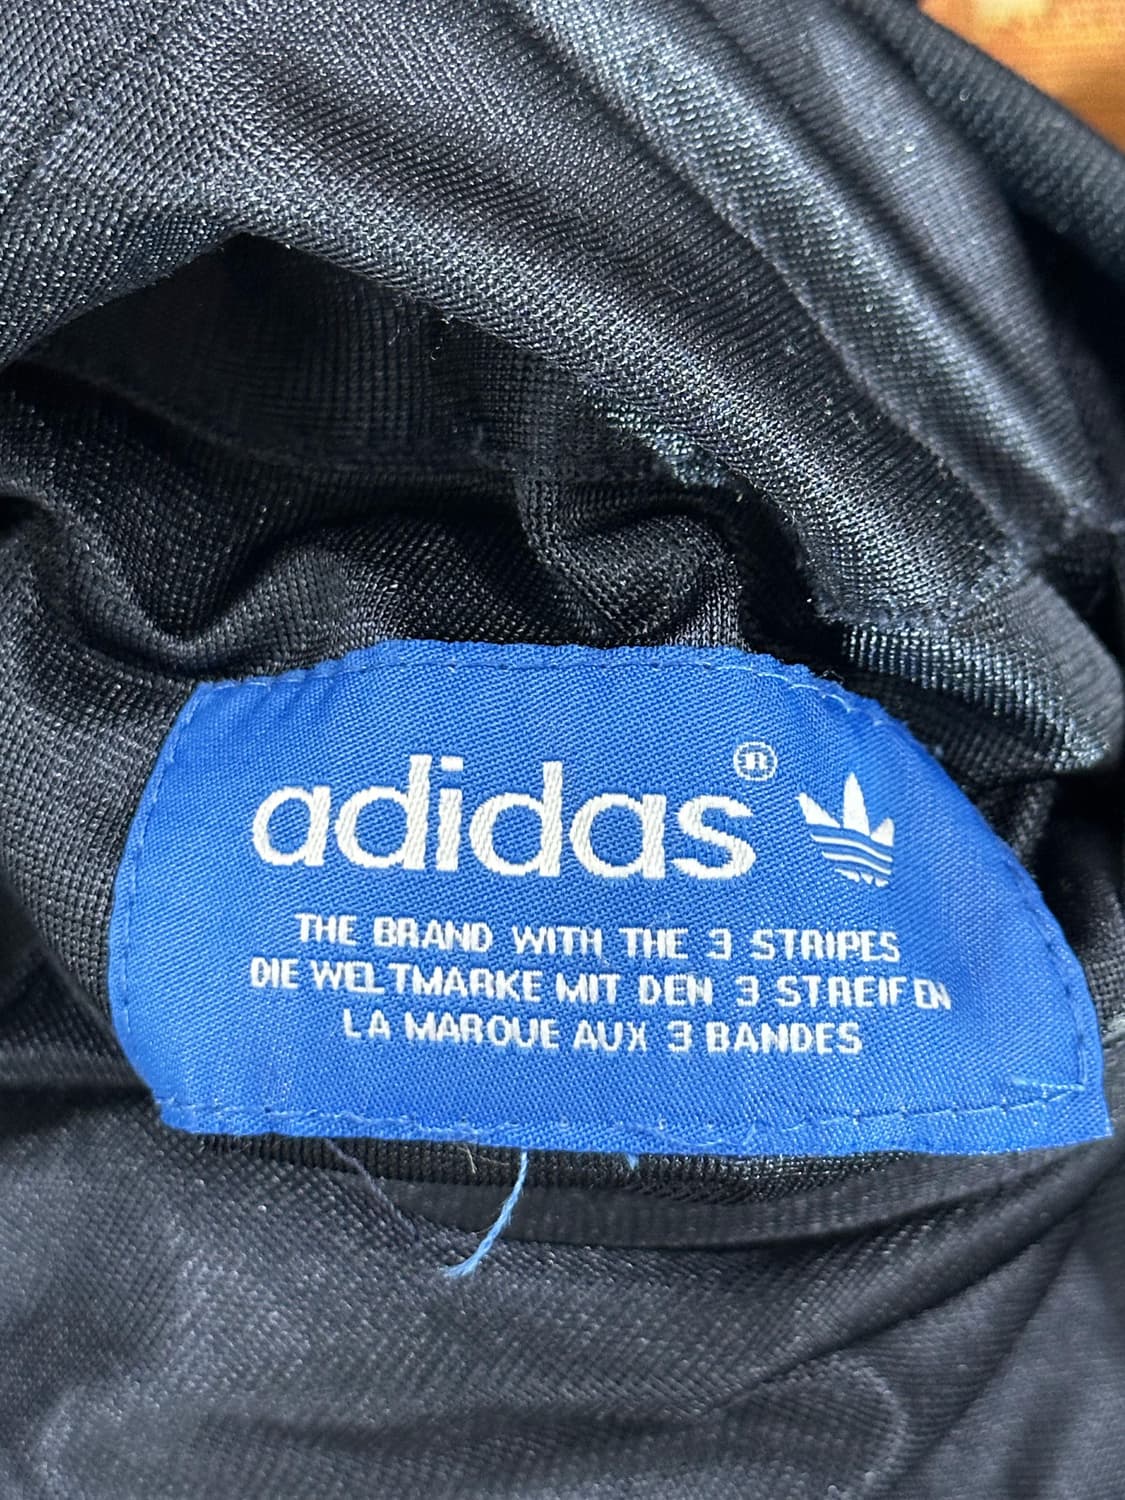 adidas®
THE BRAND WITH THE 3 STRIPES
DIE WELTMARKE MIT DEN 3 STREIFEN
LA MARQUE AUX 3 BANDES